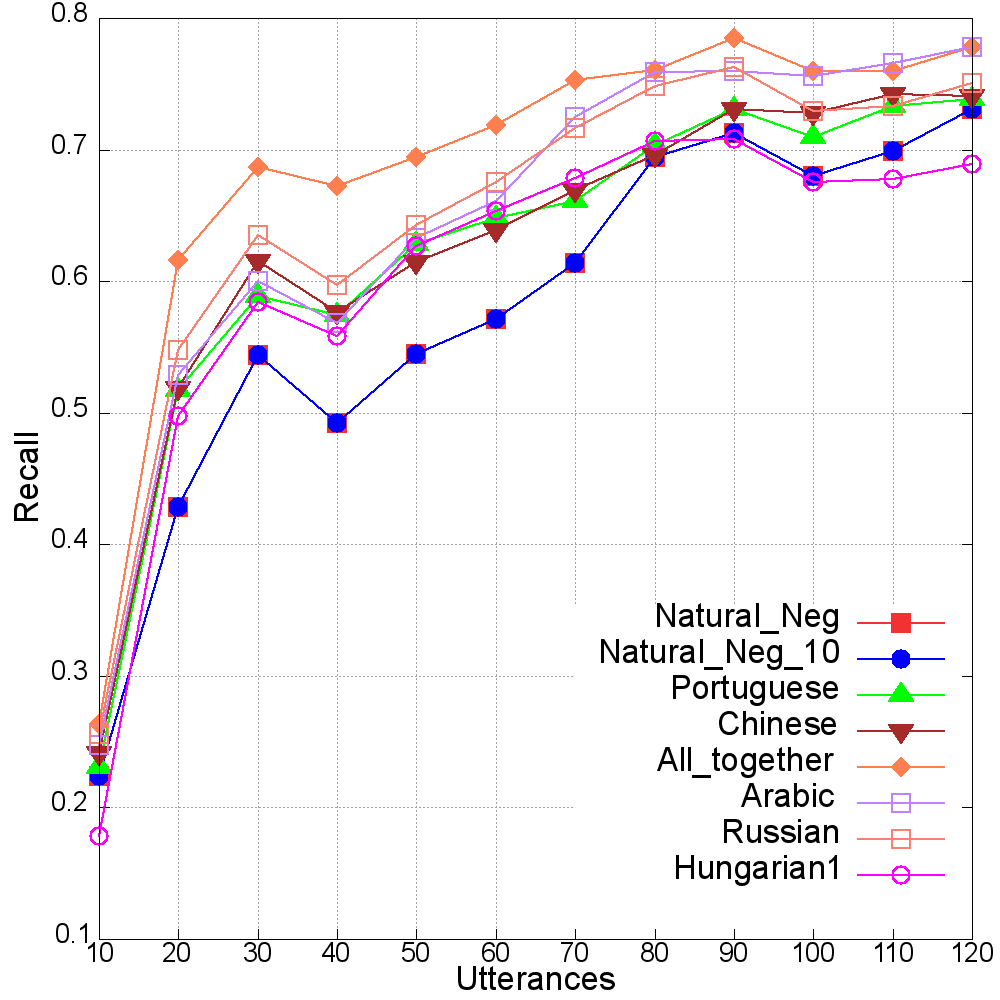 0.8
0.7
0.6
0.5
0.4
0.3
0.2
0.1
Recall
Natural_Neg
Natural_Neg_10
Portuguese
Chinese
All_together
Arabic
Russian
Hungarian1
10 20 30 40 50 60 70 80 90 100 110 120
Utterances